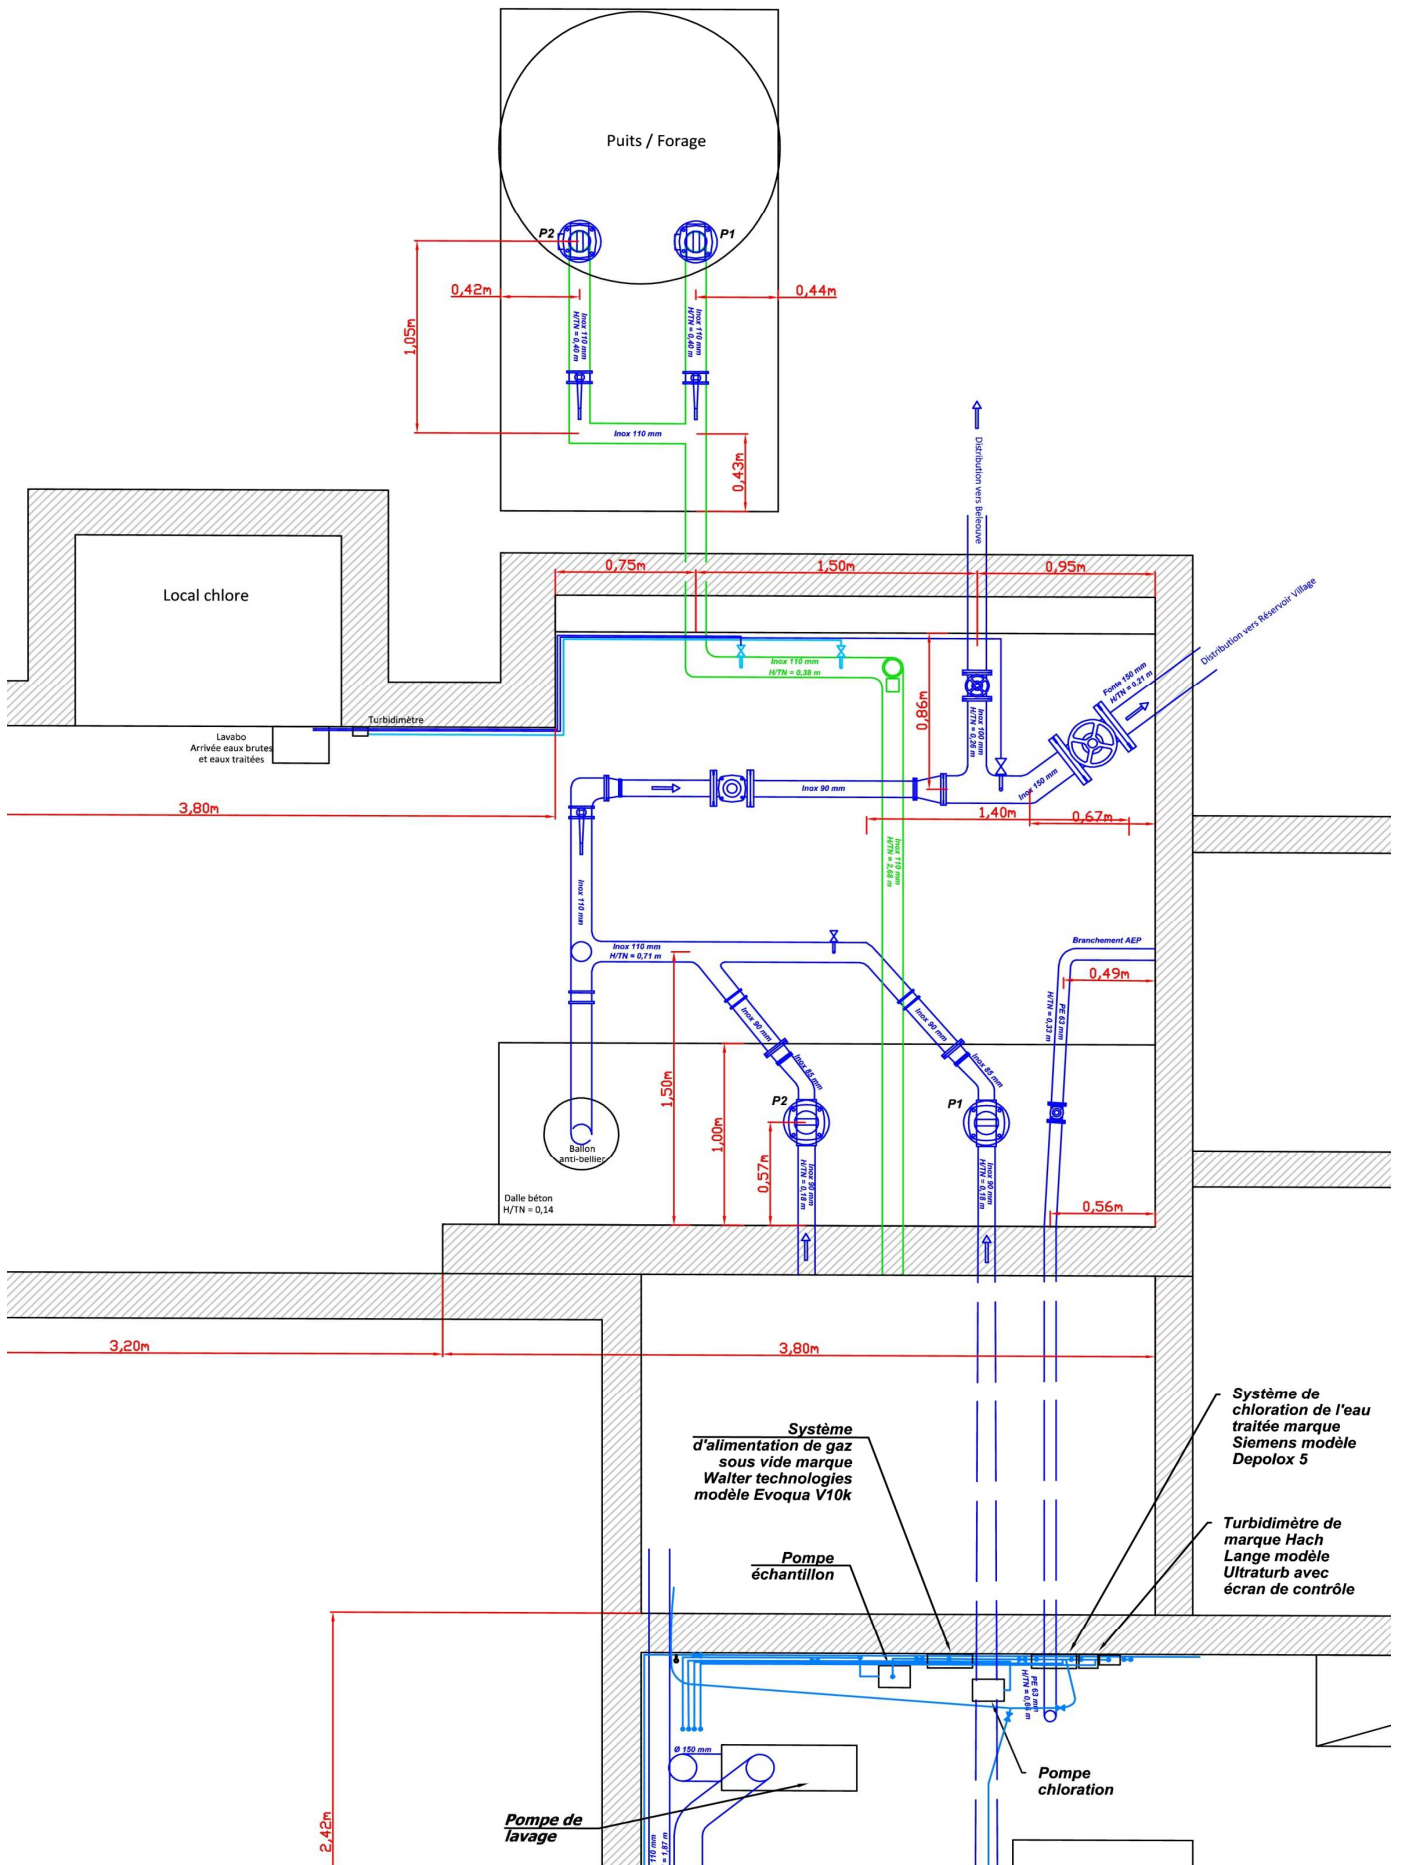 Puits / Forage
P2
P1
0,42m
0,44m
1,05m
Inox 110 mm
H/TN = 0,40 m
Inox 110 mm
H/TN = 0,40 m
Inox 110 mm
0,43m
Distribution vers Beleouve
0,75m
1,50m
0,95m
Local chlore
Distribution vers Réservoir Village
Fonte 150 mm
H/TN = 0,21 m
Inox 110 mm
H/TN = 0,38 m
0,86m
Inox 100 mm
H/TN = 0,26 m
Turbidimètre
Lavabo
Arrivée eaux brutes
et eaux traitées
Inox 90 mm
Inox 150 mm
3,80m
1,40m
0,67m
Inox 110 mm
H/TN = 2,68 m
Inox 110 mm
Inox 110 mm
H/TN = 0,71 m
Branchement AEP
0,49m
PE 63 mm
H/TN = 0,33 m
Inox 90 mm
Inox 90 mm
Inox 85 mm
Inox 85 mm
1,50m
1,00m
0,57m
P2
P1
Ballon
anti-bellier
Inox 90 mm
H/TN = 0,18 m
Inox 90 mm
H/TN = 0,18 m
Dalle béton
H/TN = 0,14
0,56m
3,20m
3,80m
Système
d'alimentation de gaz
sous vide marque
Walter technologies
modèle Evoqua V10k
Système de
chloration de l'eau
traitée marque
Siemens modèle
Depolox 5
Turbidimètre de
marque Hach
Lange modèle
Ultraturb avec
écran de contrôle
Pompe
échantillon
PE 63 mm
2,42m
Ø 150 mm
Pompe
chloration
Pompe de
lavage
110 mm
= 1,87 m